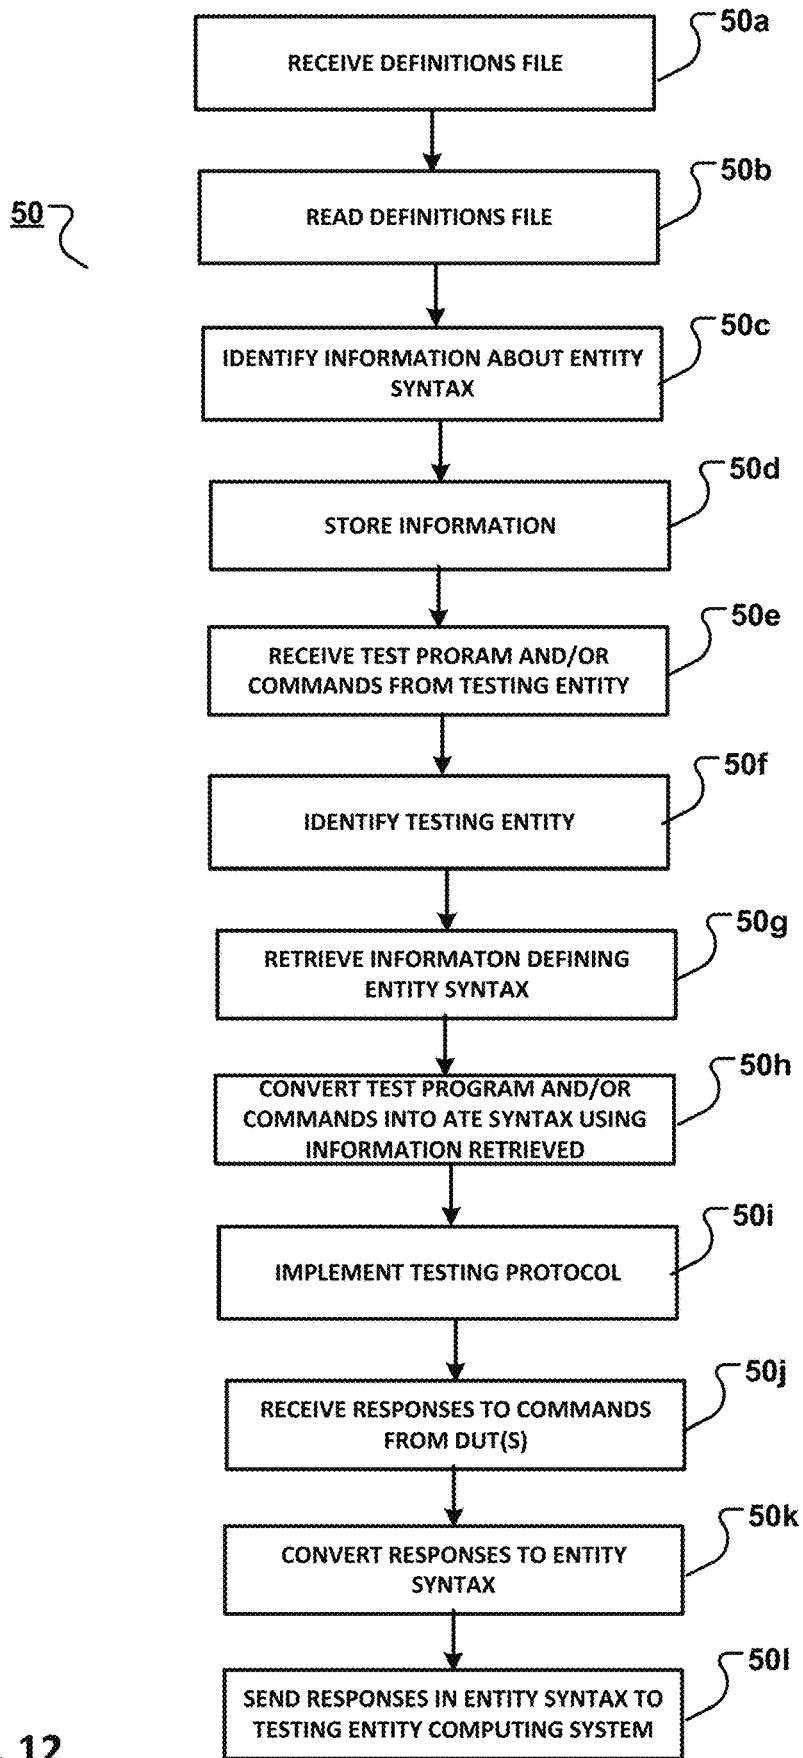 50a
RECEIVE DEFINITIONS FILE
50b
50
READ DEFINITIONS FILE
50c
IDENTIFY INFORMATION ABOUT ENTITY
SYNTAX
50d
STORE INFORMATION
50e
RECEIVE TEST PRORAM AND/OR
COMMANDS FROM TESTING ENTITY
50f
IDENTIFY TESTING ENTITY
50g
RETRIEVE INFORMATON DEFINING
ENTITY SYNTAX
50h
CONVERT TEST PROGRAM AND/OR
COMMANDS INTO ATE SYNTAX USING
INFORMATION RETRIEVED
50i
IMPLEMENT TESTING PROTOCOL
50j
RECEIVE RESPONSES TO COMMANDS
FROM DUT(S)
50k
CONVERT RESPONSES TO ENTITY
SYNTAX
50l
SEND RESPONSES IN ENTITY SYNTAX TO
TESTING ENTITY COMPUTING SYSTEM
. 12